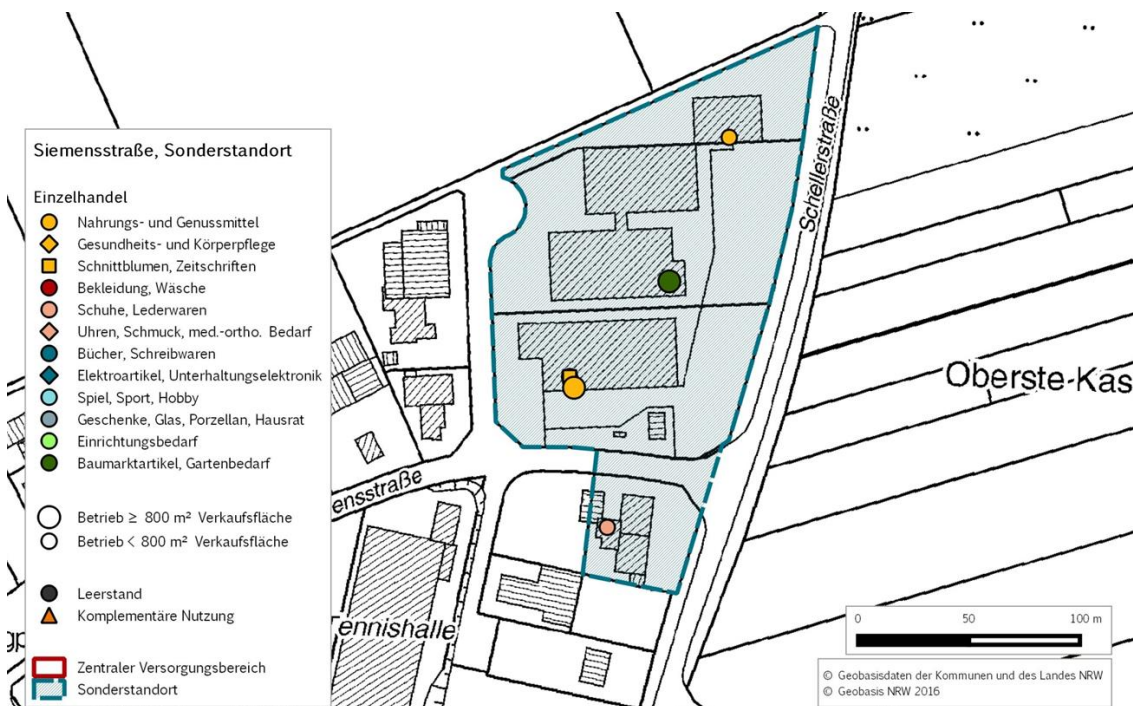 Siemensstraße, Sonderstandort
Einzelhandel
Nahrungs- und Genussmittel
Gesundheits- und Körperpflege
Schnittblumen, Zeitschriften
Bekleidung, Wäsche
Schuhe, Lederwaren
Uhren, Schmuck, med.-ortho. Bedarf
Bücher, Schreibwaren
Elektroartikel, Unterhaltungselektronik
Spiel, Sport, Hobby
Geschenke, Glas, Porzellan, Hausrat
Einrichtungsbedarf
Baumarktartikel, Gartenbedarf
Betrieb ≥ 800 m² Verkaufsfläche
Betrieb < 800 m² Verkaufsfläche
Leerstand
Komplementäre Nutzung
Zentraler Versorgungsbereich
Sonderstandort
Schellerstraße
Oberste-Kas
ensstraße
Tennishalle
0 50 100 m
© Geobasisdaten der Kommunen und des Landes NRW
© Geobasis NRW 2016